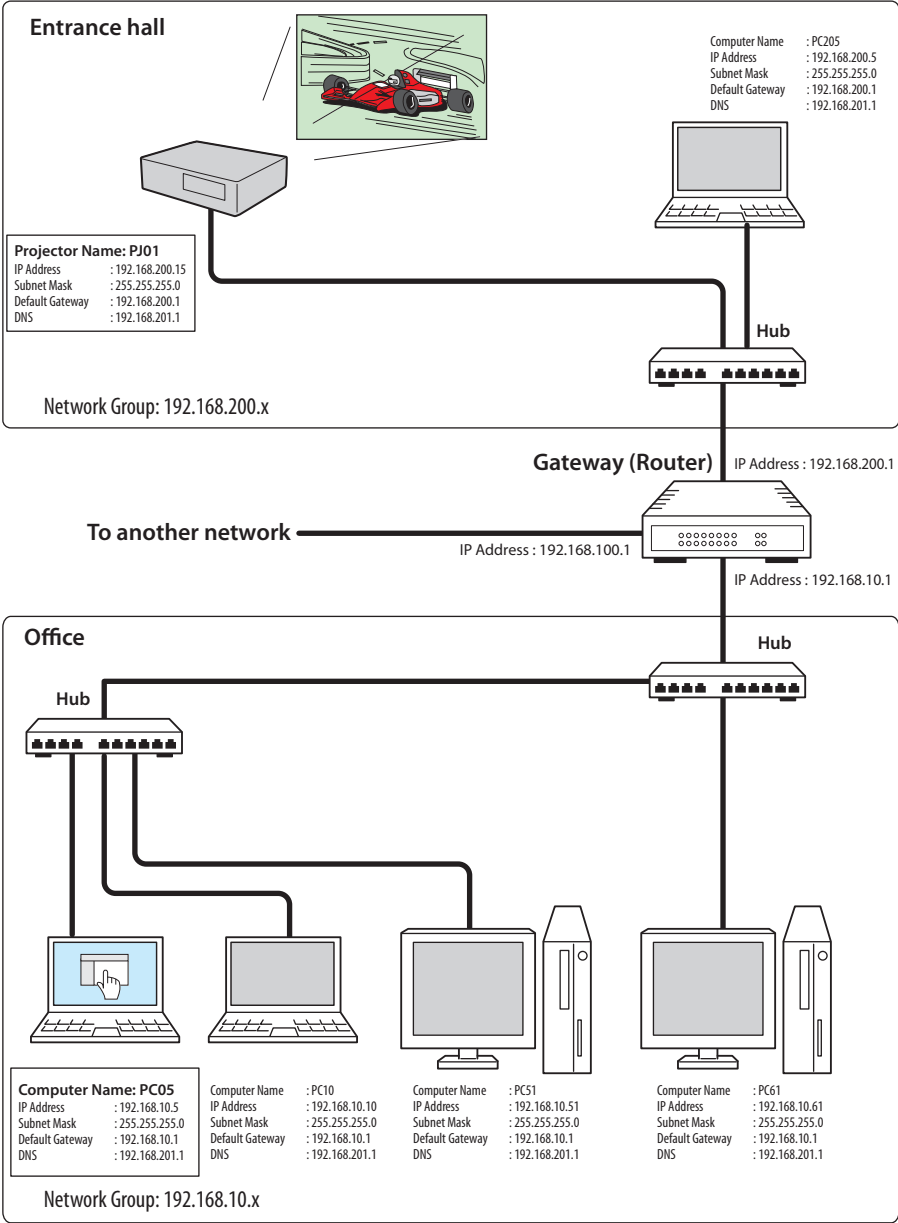 Entrance hall
Computer Name : PC205
IP Address : 192.168.200.5
Subnet Mask : 255.255.255.0
Default Gateway : 192.168.200.1
DNS : 192.168.201.1
Projector Name: PJ01
IP Address : 192.168.200.15
Subnet Mask : 255.255.255.0
Default Gateway : 192.168.200.1
DNS : 192.168.201.1
Hub
Network Group: 192.168.200.x
Gateway (Router)
IP Address : 192.168.200.1
To another network
IP Address : 192.168.100.1
IP Address : 192.168.10.1
Office
Hub
Hub
Computer Name: PC05
IP Address : 192.168.10.5
Subnet Mask : 255.255.255.0
Default Gateway : 192.168.10.1
DNS : 192.168.201.1
Computer Name : PC10
IP Address : 192.168.10.10
Subnet Mask : 255.255.255.0
Default Gateway : 192.168.10.1
DNS : 192.168.201.1
Computer Name : PC51
IP Address : 192.168.10.51
Subnet Mask : 255.255.255.0
Default Gateway : 192.168.10.1
DNS : 192.168.201.1
Computer Name : PC61
IP Address : 192.168.10.61
Subnet Mask : 255.255.255.0
Default Gateway : 192.168.10.1
DNS : 192.168.201.1
Network Group: 192.168.10.x